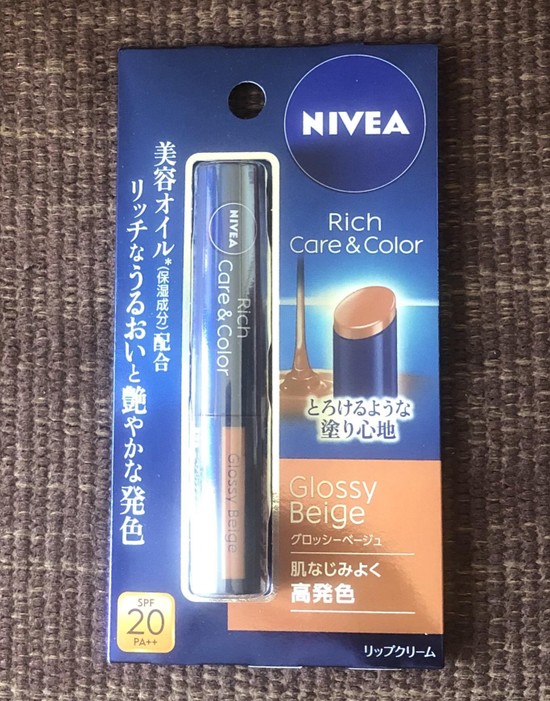 NIVEA
Rich
Care & Color
美容オイル*(保湿成分)配合
リッチなうるおいと艶やかな発色
NIVEA
Rich
Care & Color
Glossy Beige
とろけるような
塗り心地
Glossy
Beige
グロッシーベージュ
肌なじみよく
高発色
SPF
20
PA++
リップクリーム